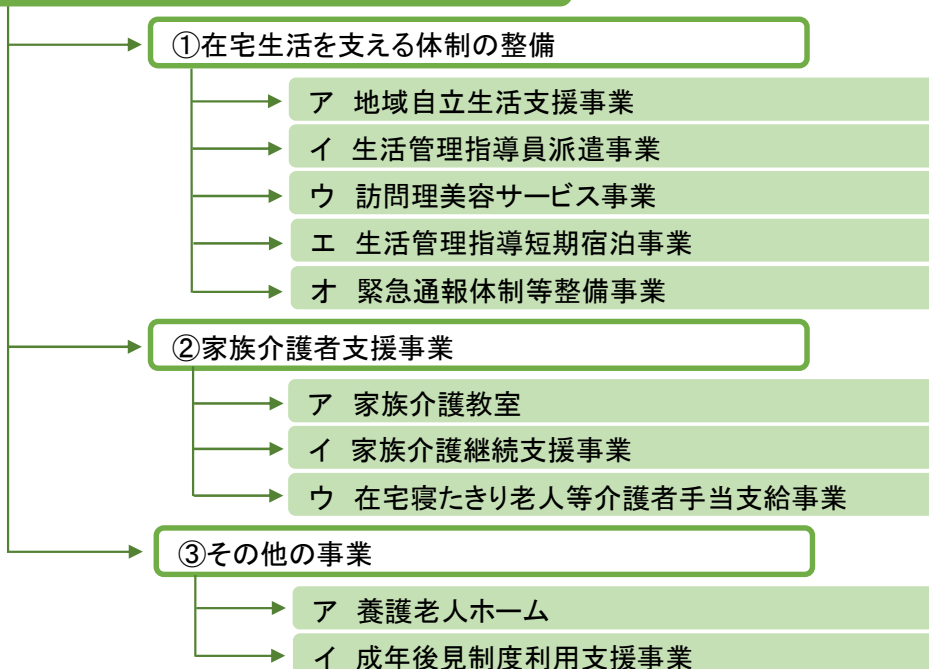 ①在宅生活を支える体制の整備
ア 地域自立生活支援事業
イ 生活管理指導員派遣事業
ウ 訪問理美容サービス事業
エ 生活管理指導短期宿泊事業
オ 緊急通報体制等整備事業
②家族介護者支援事業
ア 家族介護教室
イ 家族介護継続支援事業
ウ 在宅寝たきり老人等介護者手当支給事業
③その他の事業
ア 養護老人ホーム
イ 成年後見制度利用支援事業